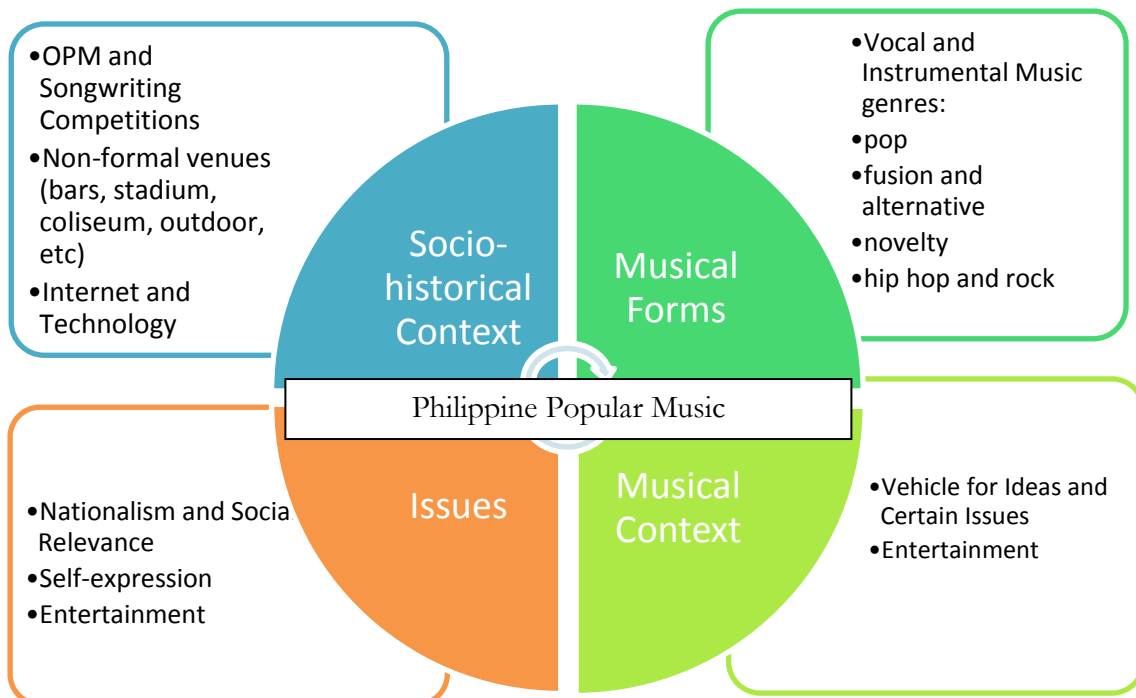 •OPM and
Songwriting
Competitions
•Non-formal venues
(bars, stadium,
coliseum, outdoor,
etc)
•Internet and
Technology
•Vocal and
Instrumental Music
genres:
•pop
•fusion and
alternative
•novelty
•hip hop and rock
Socio-
historical
Context
Musical
Forms
Philippine Popular Music
Issues
Musical
Context
•Nationalism and Socia
Relevance
•Self-expression
•Entertainment
•Vehicle for Ideas and
Certain Issues
•Entertainment